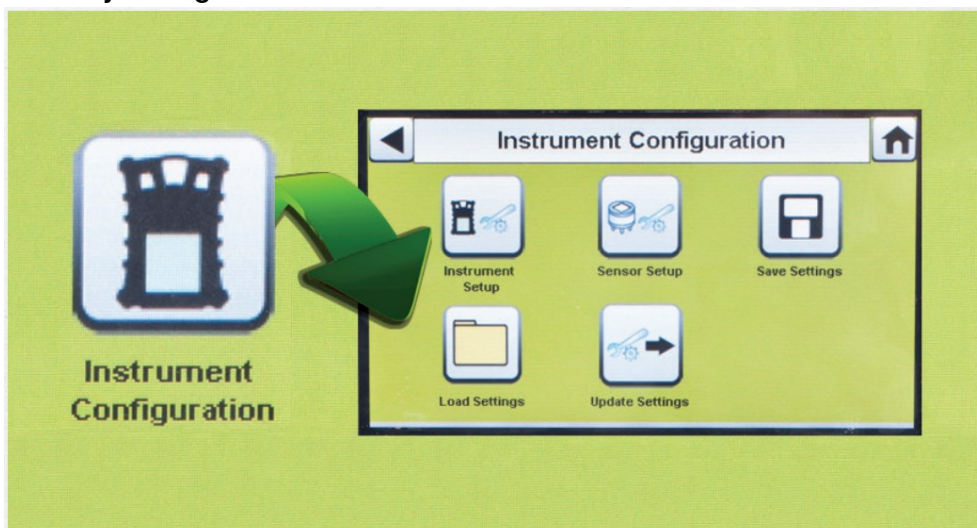 Instrument Configuration
Instrument
Setup
Sensor Setup
Save Settings
Load Settings
Update Settings
Instrument
Configuration